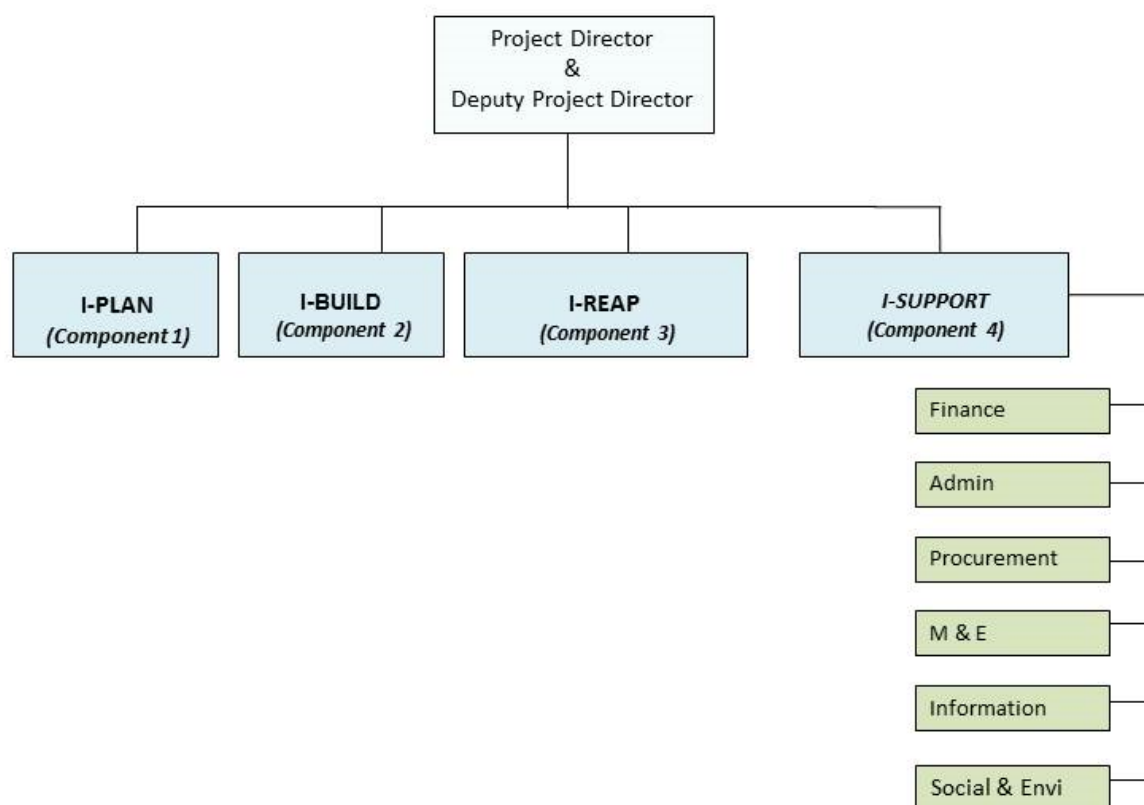 Project Director
&
Deputy Project Director
I-PLAN
(Component 1)
I-BUILD
(Component 2)
I-REAP
(Component 3)
I-SUPPORT
(Component 4)
Finance
Admin
Procurement
M & E
Information
Social & Envi